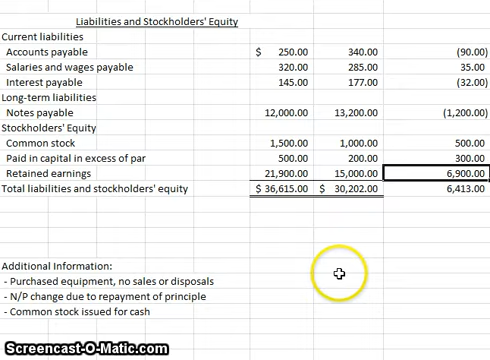 Liabilities and Stockholders' Equity
Current liabilities
Accounts payable $ 250.00 340.00 (90.00)
Salaries and wages payable 320.00 285.00 35.00
Interest payable 145.00 177.00 (32.00)
Long-term liabilities
Notes payable 12,000.00 13,200.00 (1,200.00)
Stockholders' Equity
Common stock 1,500.00 1,000.00 500.00
Paid in capital in excess of par 500.00 200.00 300.00
Retained earnings 21,900.00 15,000.00 6,900.00
Total liabilities and stockholders' equity $ 36,615.00 $ 30,202.00 6,413.00
Additional Information:
- Purchased equipment, no sales or disposals
- N/P change due to repayment of principle
- Common stock issued for cash
Screencast-O-Matic.com